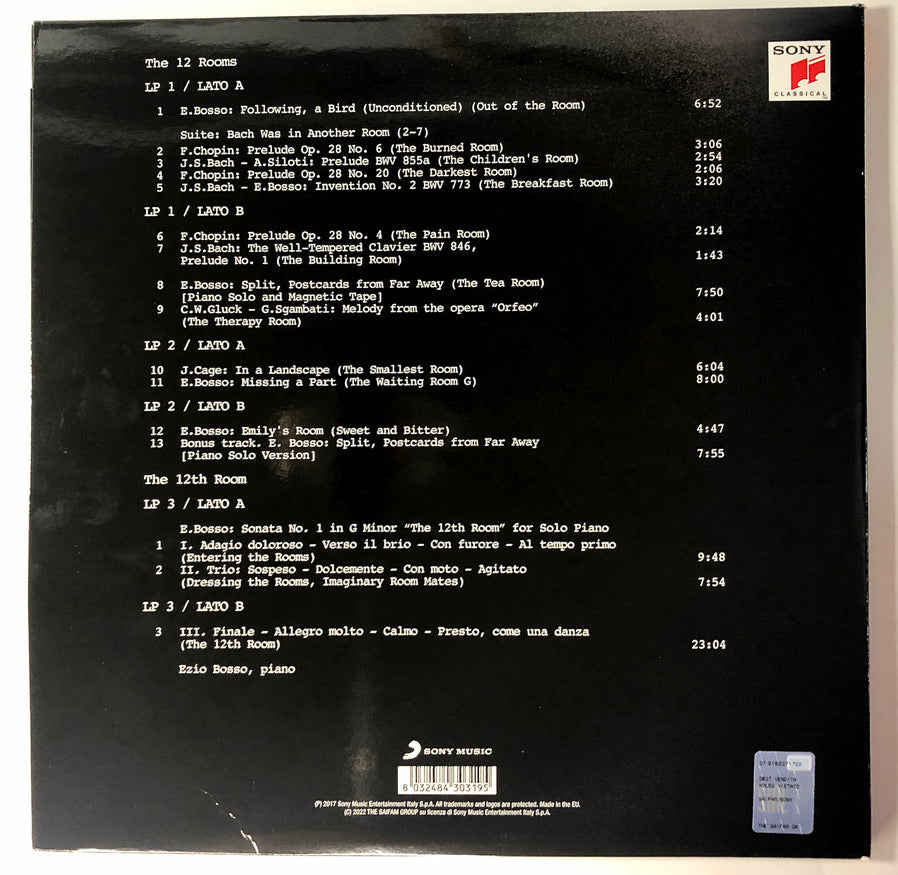 SONY
CLASSICAL
The 12 Rooms
LP 1 / LATO A
1 E.Bosso: Following, a Bird (Unconditioned) (Out of the Room) 6:52
Suite: Bach Was in Another Room (2-7)
2 F.Chopin: Prelude Op. 28 No. 6 (The Burned Room) 3:06
3 J.S.Bach - A.Siloti: Prelude BWV 855a (The Children's Room) 2:54
4 F.Chopin: Prelude Op. 28 No. 20 (The Darkest Room) 2:06
5 J.S.Bach - E.Bosso: Invention No. 2 BWV 773 (The Breakfast Room) 3:20
LP 1 / LATO B
6 F.Chopin: Prelude Op. 28 No. 4 (The Pain Room) 2:14
7 J.S.Bach: The Well-Tempered Clavier BWV 846,
Prelude No. 1 (The Building Room) 1:43
8 E.Bosso: Split, Postcards from Far Away (The Tea Room)
[Piano Solo and Magnetic Tape] 7:50
9 C.W.Gluck - G.Sgambati: Melody from the opera “Orfeo”
(The Therapy Room) 4:01
LP 2 / LATO A
10 J.Cage: In a Landscape (The Smallest Room) 6:04
11 E.Bosso: Missing a Part (The Waiting Room G) 8:00
LP 2 / LATO B
12 E.Bosso: Emily's Room (Sweet and Bitter) 4:47
13 Bonus track. E. Bosso: Split, Postcards from Far Away
[Piano Solo Version] 7:55
The 12th Room
LP 3 / LATO A
E.Bosso: Sonata No. 1 in G Minor “The 12th Room” for Solo Piano
1 I. Adagio doloroso - Verso il brio - Con furore - Al tempo primo
(Entering the Rooms) 9:48
2 II. Trio: Sospeso - Dolcemente - Con moto - Agitato
(Dressing the Rooms, Imaginary Room Mates) 7:54
LP 3 / LATO B
3 III. Finale - Allegro molto - Calmo - Presto, come una danza
(The 12th Room) 23:04
Ezio Bosso, piano
SONY MUSIC
8 032484 303195
(P) 2017 Sony Music Entertainment Italy S.p.A. All trademarks and logos are protected. Made in the EU.
(C) 2022 THE SAIFAM GROUP su licenza di Sony Music Entertainment Italy S.p.A.
DEST VENDITA
NOLEG VIETATO
SAIFAM/SONY
THE SAIFAM GR